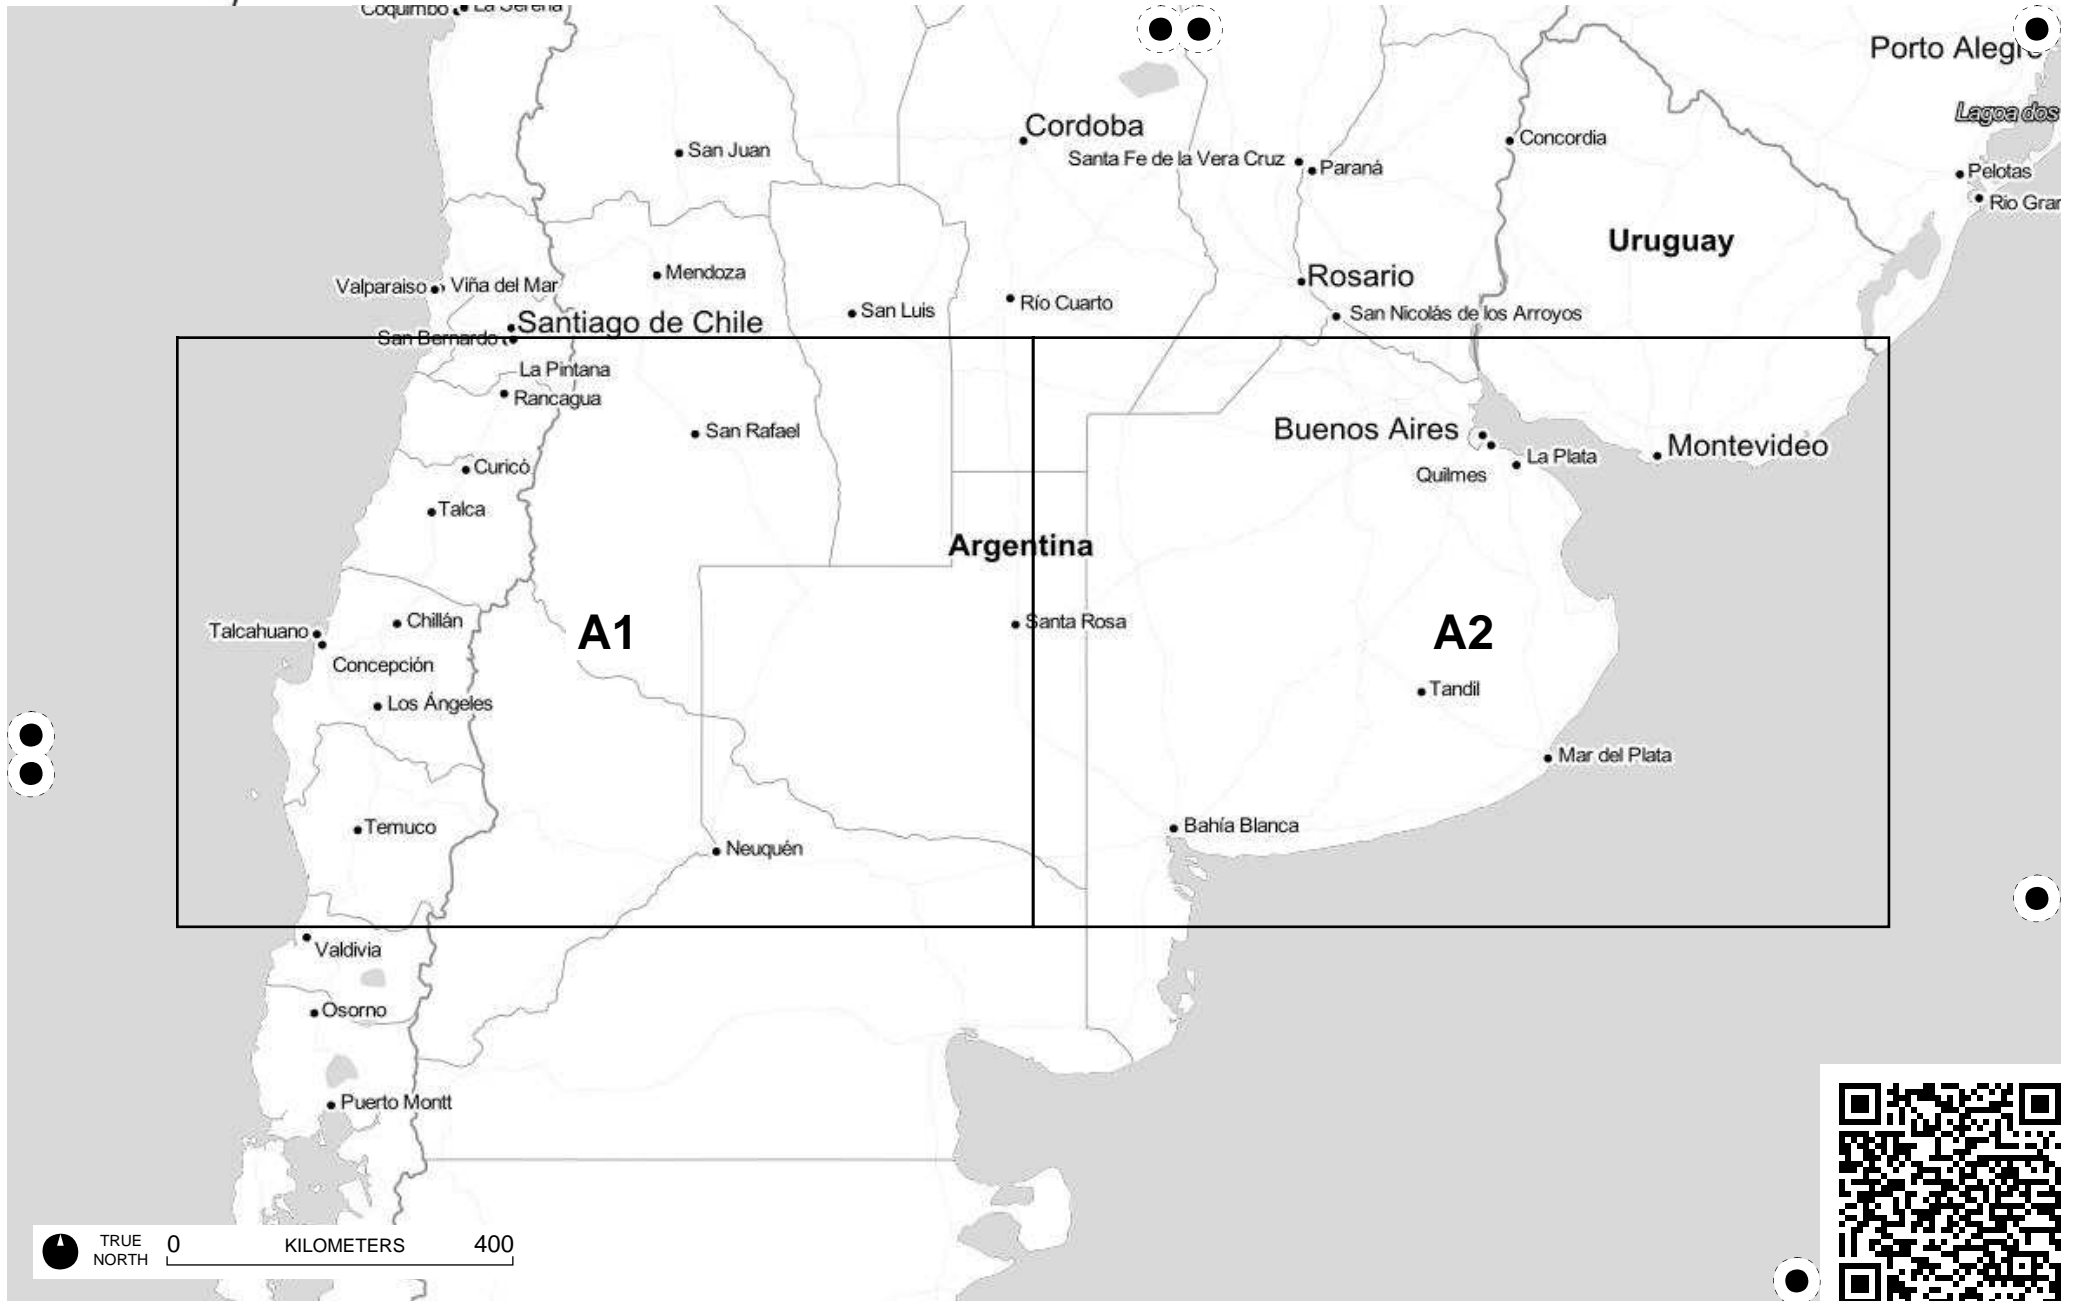 Coquimbo
La Serena
Porto Alegre
Lagoa dos
Cordoba
San Juan
Santa Fe de la Vera Cruz
Paraná
Concordia
Pelotas
Rio Gran
Uruguay
Valparaiso
Viña del Mar
Mendoza
San Luis
Río Cuarto
Rosario
San Nicolás de los Arroyos
Santiago de Chile
San Bernardo
La Pintana
Rancagua
San Rafael
Buenos Aires
Montevideo
La Plata
Quilmes
Curicó
Talca
Argentina
Chillán
Talcahuano
A1
Santa Rosa
A2
Concepción
Los Ángeles
Tandil
Mar del Plata
Temuco
Bahía Blanca
Neuquén
Valdivia
Osorno
Puerto Montt
TRUE
NORTH
0 KILOMETERS 400